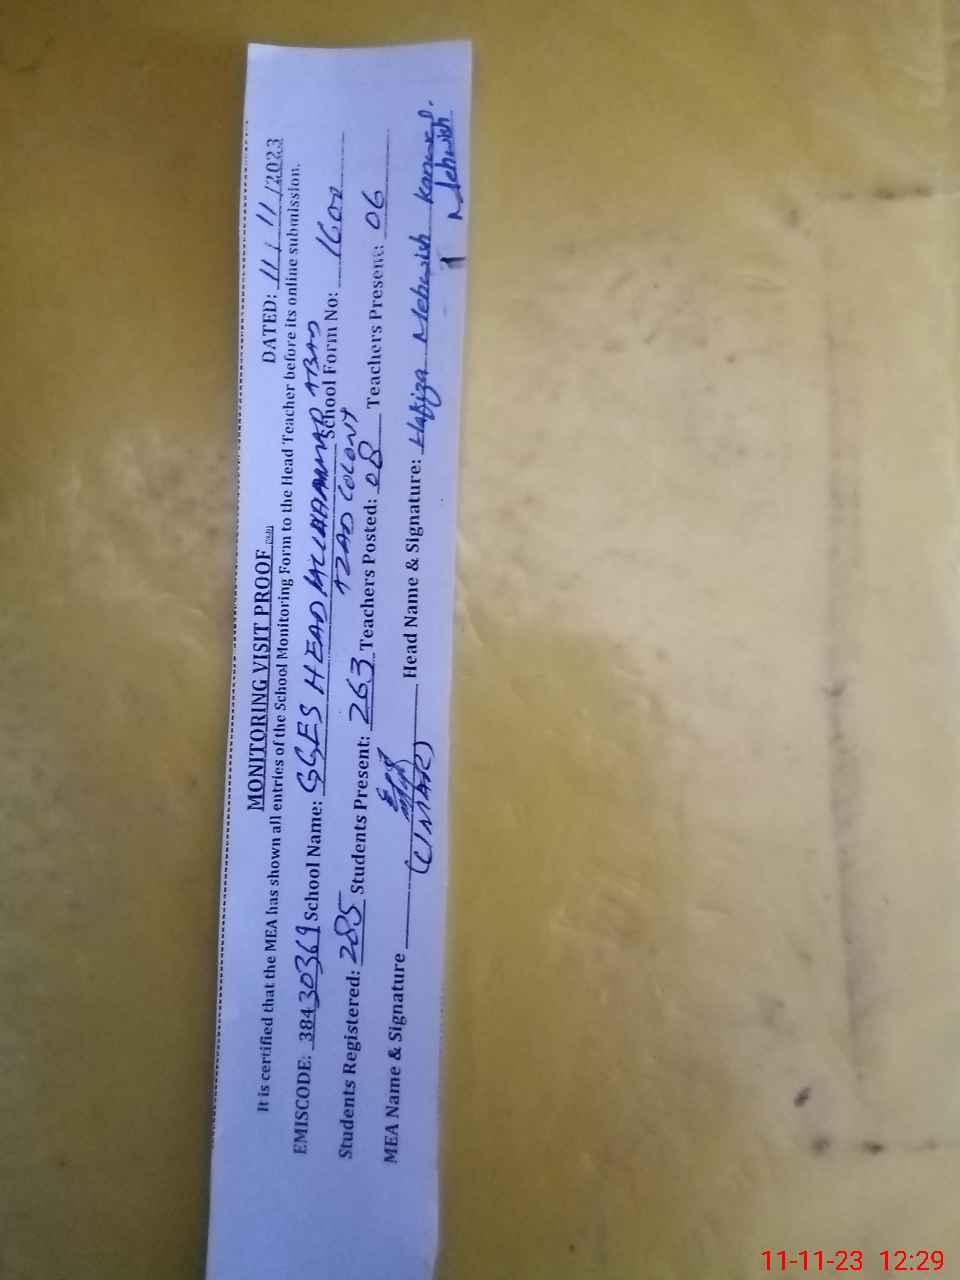 MONITORING VISIT PROOF
DATED: 11 / 11 /2023
It is certified that the MEA has shown all entries of the School Monitoring Form to the Head Teacher before its online submission.
EMISCODE: 38430369 School Name: GGES HEAD MUHAMMAD ABAD School Form No: 1600
AZAD COLONY
Students Registered: 285 Students Present: 263 Teachers Posted: 08 Teachers Present: 06
MEA Name & Signature (UMAR) Head Name & Signature: Hafiza Mehwish Kanwal.
Mehwish
11-11-23 12:29